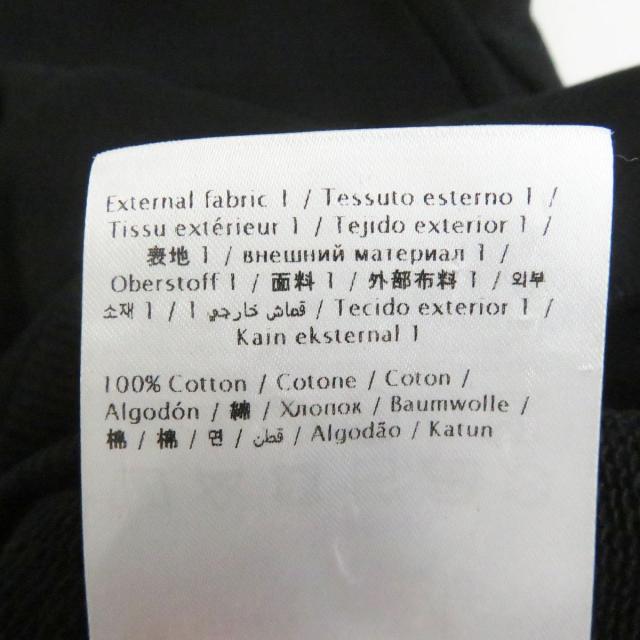 External fabric 1 / Tessuto esterno 1 /
Tissu extérieur 1 / Tejido exterior 1 /
表地 1 / внешний материал 1 /
Oberstoff 1 / 面料 1 / 外部布料 1 / 외부
소재 1 / قماش خارجي 1 / Tecido exterior 1 /
Kain eksternal 1
100% Cotton / Cotone / Coton /
Algodón / 綿 / Хлопок / Baumwolle /
棉 / 棉 / 면 / قطن / Algodão / Katun